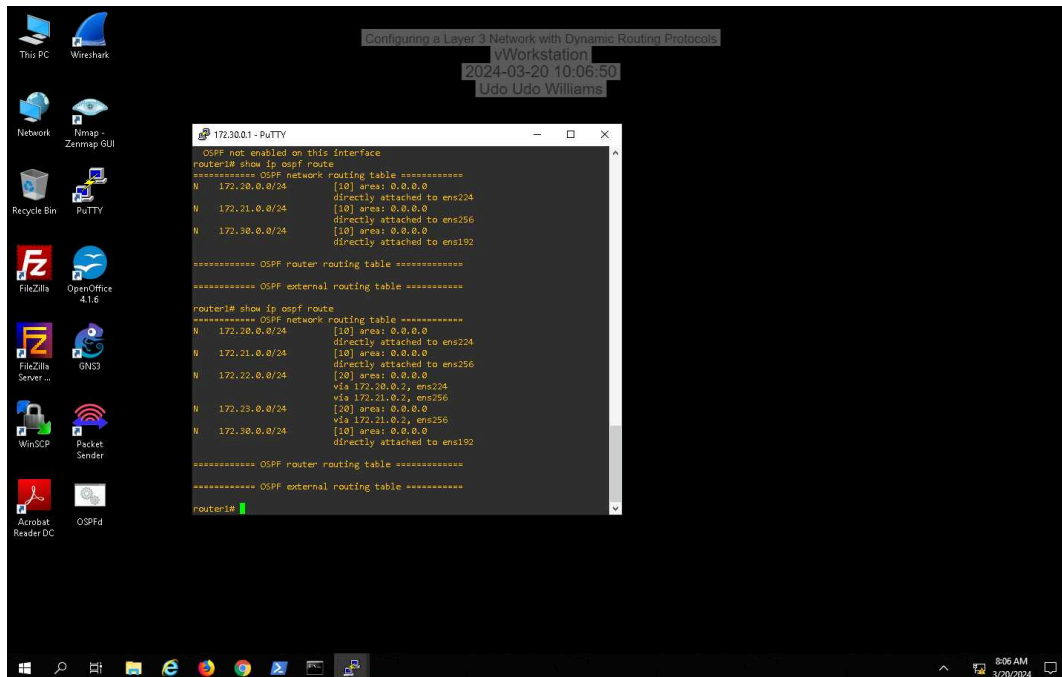 This PC
Wireshark
Network
Nmap -
Zenmap GUI
Recycle Bin
PuTTY
FileZilla
OpenOffice
4.1.6
FileZilla
Server ...
GNS3
WinSCP
Packet
Sender
Acrobat
Reader DC
OSPFd
Configuring a Layer 3 Network with Dynamic Routing Protocols
vWorkstation
2024-03-20 10:06:50
Udo Udo Williams
172.30.0.1 - PuTTY
OSPF not enabled on this interface
router1# show ip ospf route
============ OSPF network routing table ============
N    172.20.0.0/24         [10] area: 0.0.0.0
directly attached to ens224
N    172.21.0.0/24         [10] area: 0.0.0.0
directly attached to ens256
N    172.30.0.0/24         [10] area: 0.0.0.0
directly attached to ens192
============ OSPF router routing table =============
============ OSPF external routing table ===========
router1# show ip ospf route
============ OSPF network routing table ============
N    172.20.0.0/24         [10] area: 0.0.0.0
directly attached to ens224
N    172.21.0.0/24         [10] area: 0.0.0.0
directly attached to ens256
N    172.22.0.0/24         [20] area: 0.0.0.0
via 172.20.0.2, ens224
via 172.21.0.2, ens256
N    172.23.0.0/24         [20] area: 0.0.0.0
via 172.21.0.2, ens256
N    172.30.0.0/24         [10] area: 0.0.0.0
directly attached to ens192
============ OSPF router routing table =============
============ OSPF external routing table ===========
router1#
8:06 AM
3/20/2024